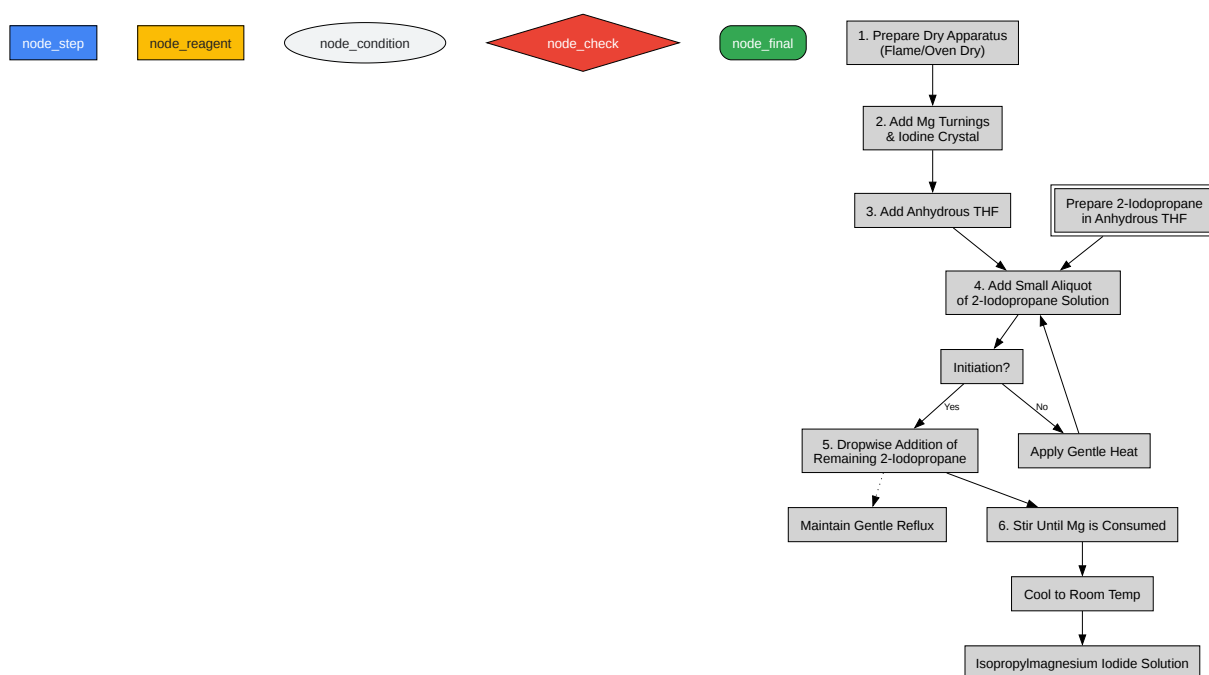 node_step
node_reagent
node_condition
node_check
node_final
1. Prepare Dry Apparatus
(Flame/Oven Dry)
2. Add Mg Turnings
& Iodine Crystal
3. Add Anhydrous THF
Prepare 2-Iodopropane
in Anhydrous THF
4. Add Small Aliquot
of 2-Iodopropane Solution
Initiation?
Yes
No
5. Dropwise Addition of
Remaining 2-Iodopropane
Apply Gentle Heat
Maintain Gentle Reflux
6. Stir Until Mg is Consumed
Cool to Room Temp
Isopropylmagnesium Iodide Solution